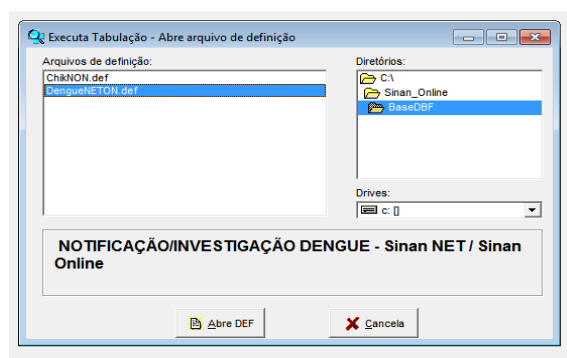 Executa Tabulação - Abre arquivo de definição
Arquivos de definição:
ChikNON.def
DengueNETON.def
Diretórios:
C:\
Sinan_Online
BaseDBF
Drives:
c: []
NOTIFICAÇÃO/INVESTIGAÇÃO DENGUE - Sinan NET / Sinan
Online
Abre DEF
Cancela